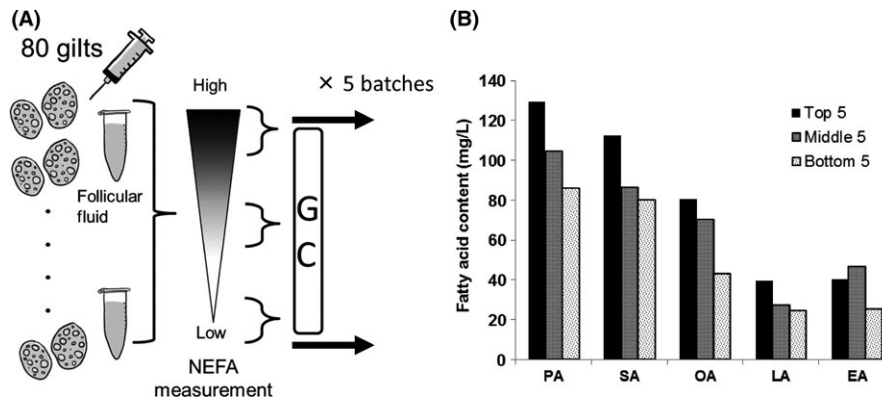 (A)
80 gilts
Follicular
fluid
High
Low
NEFA
measurement
× 5 batches
G
C
(B)
Fatty acid content (mg/L)
140
120
100
80
60
40
20
0
PA
SA
OA
LA
EA
Top 5
Middle 5
Bottom 5